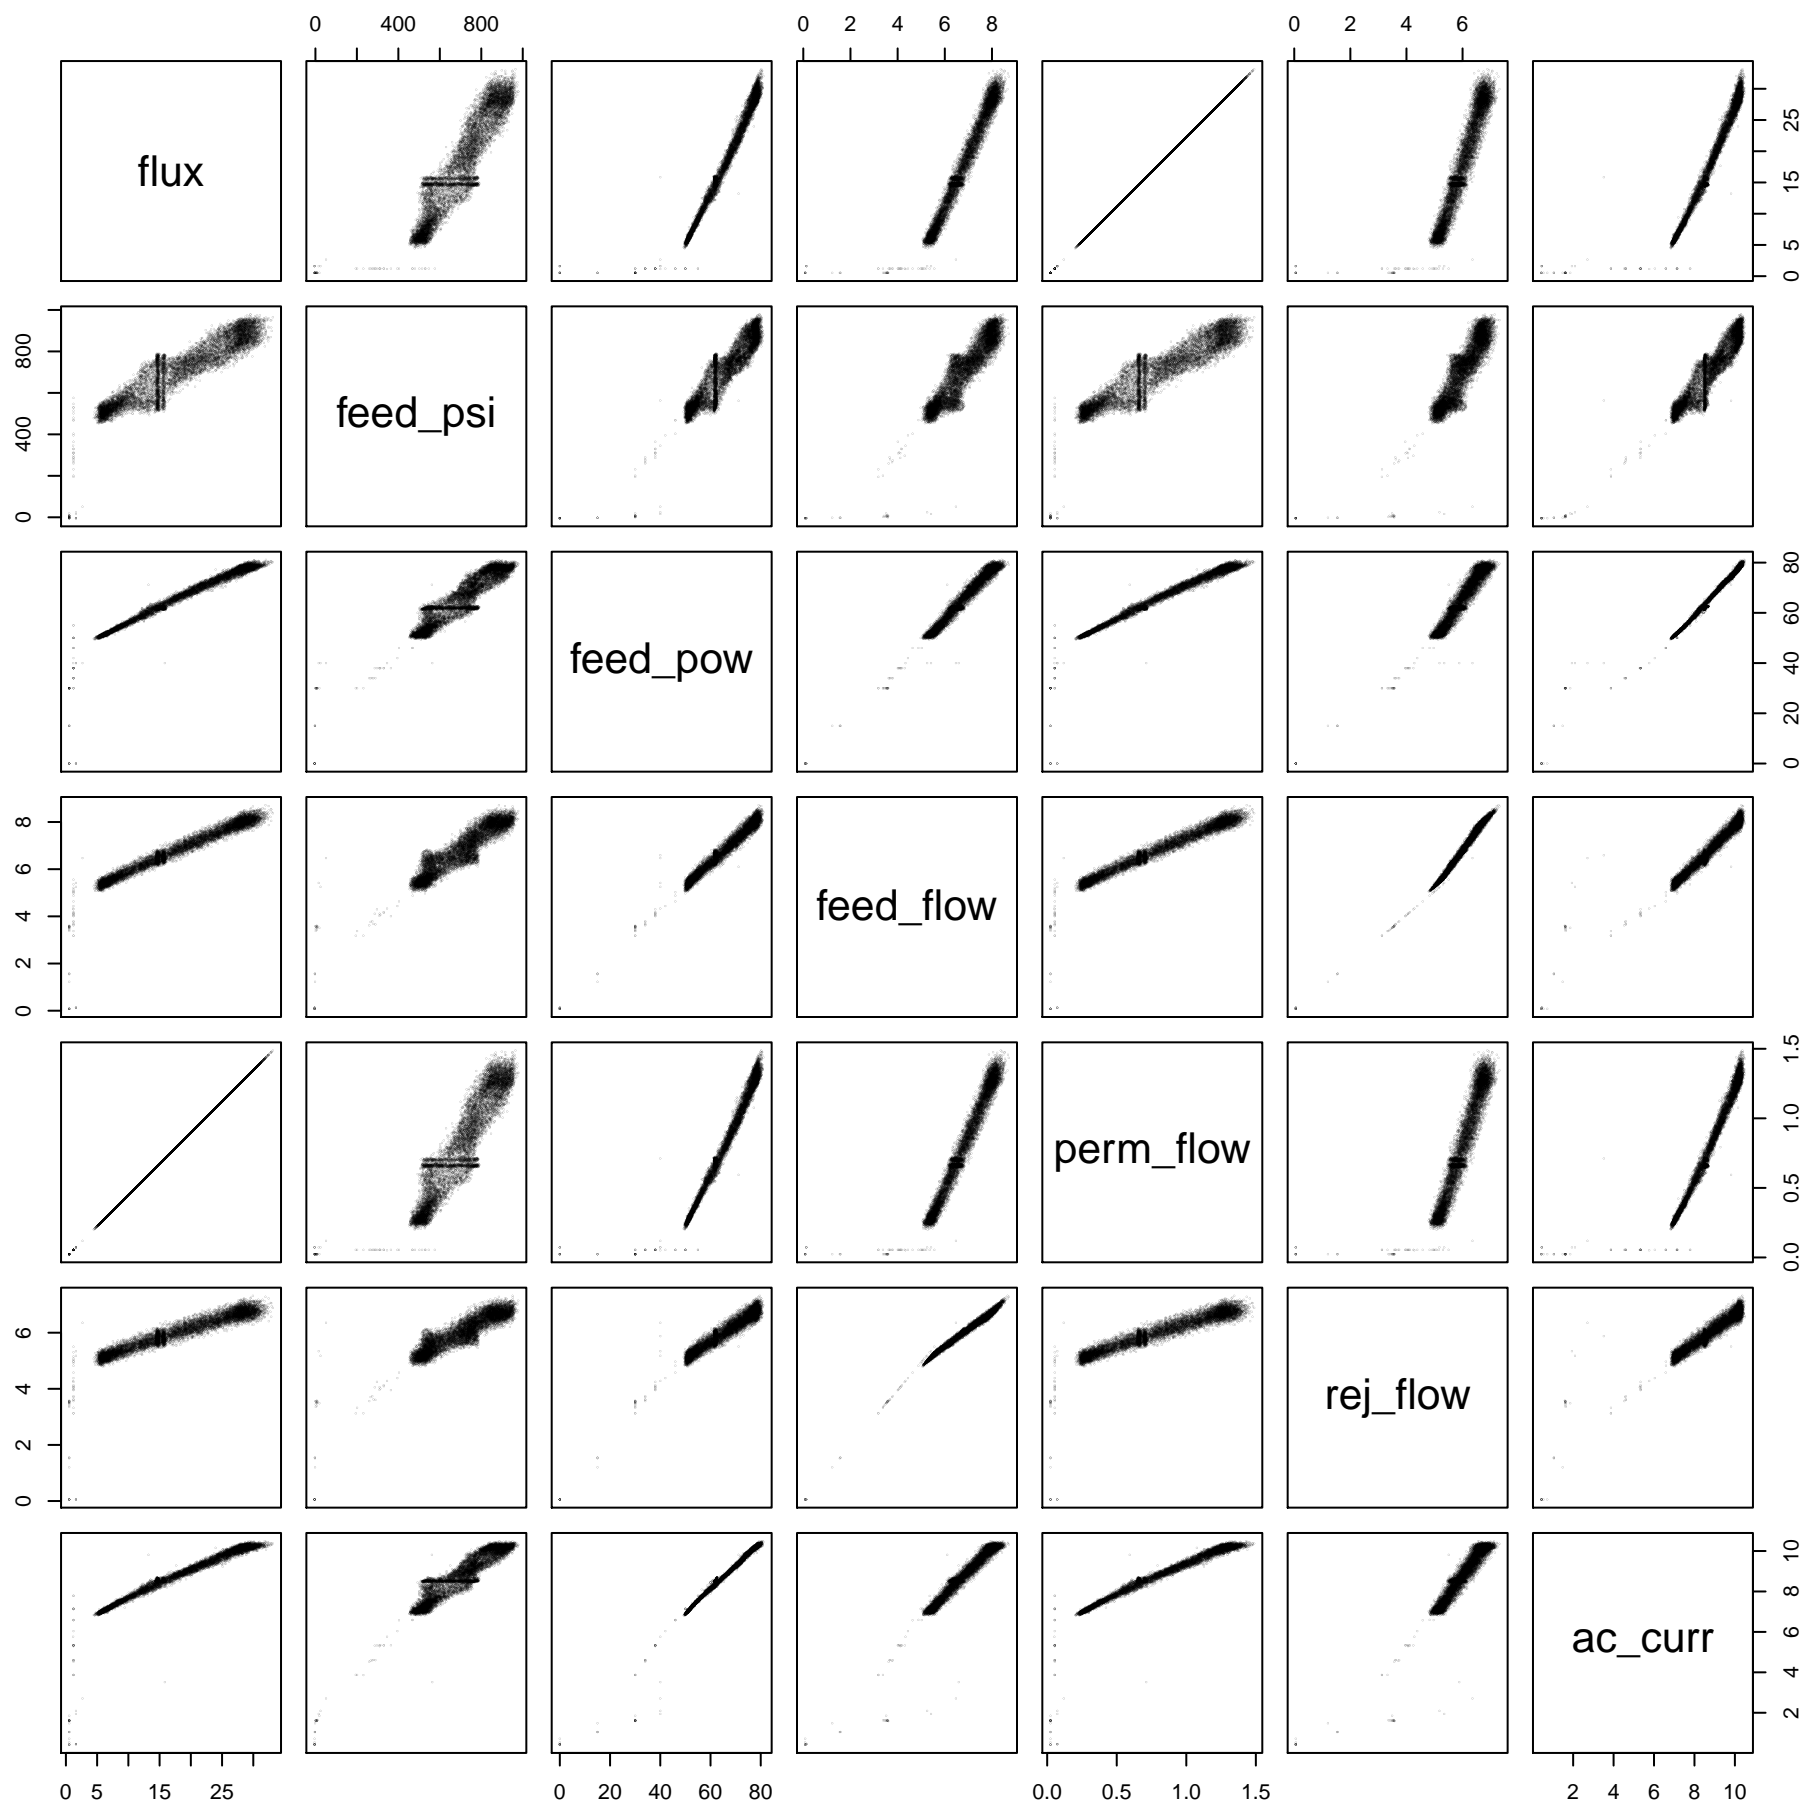 0 400 800 0 2 4 6 8 0 2 4 6
flux 0 5 15 25
0 400 800 feed_psi
feed_pow 0 20 40 60 80
0 2 4 6 8 feed_flow
perm_flow 0.0 0.5 1.0 1.5
0 2 4 6 rej_flow
ac_curr 2 4 6 8 10
0 5 15 25 0 20 40 60 80 0.0 0.5 1.0 1.5 2 4 6 8 10